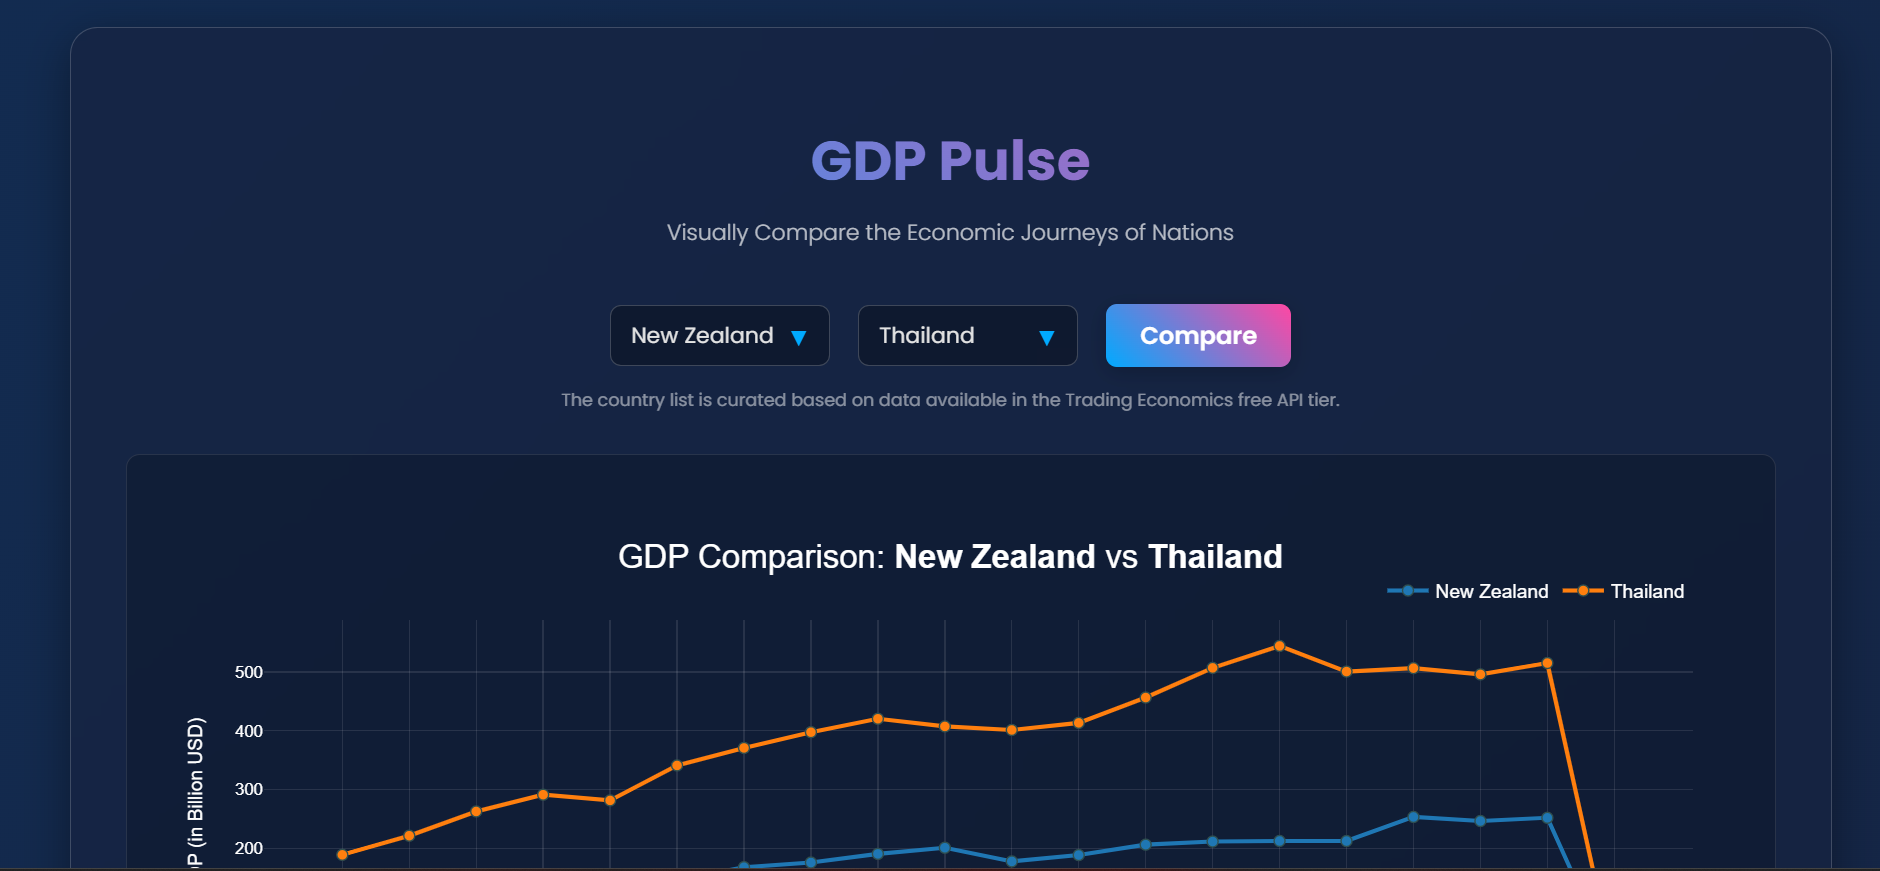 GDP Pulse
Visually Compare the Economic Journeys of Nations
New Zealand ▼
Thailand ▼
Compare
The country list is curated based on data available in the Trading Economics free API tier.
GDP Comparison: New Zealand vs Thailand
New Zealand
Thailand
500
400
300
200
(in Billion USD)